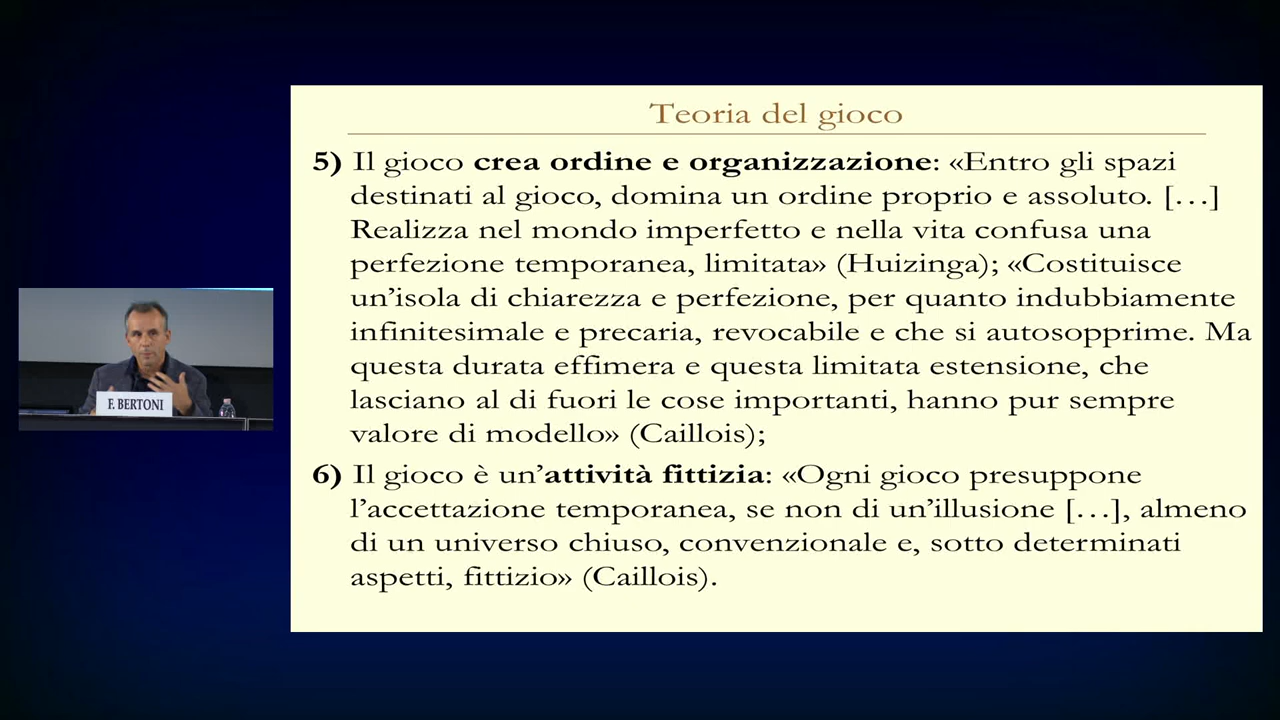 Teoria del gioco
5) Il gioco crea ordine e organizzazione: «Entro gli spazi
destinati al gioco, domina un ordine proprio e assoluto. […]
Realizza nel mondo imperfetto e nella vita confusa una
perfezione temporanea, limitata» (Huizinga); «Costituisce
un’isola di chiarezza e perfezione, per quanto indubbiamente
infinitesimale e precaria, revocabile e che si autosopprime. Ma
questa durata effimera e questa limitata estensione, che
lasciano al di fuori le cose importanti, hanno pur sempre
valore di modello» (Caillois);
6) Il gioco è un’attività fittizia: «Ogni gioco presuppone
l’accettazione temporanea, se non di un’illusione […], almeno
di un universo chiuso, convenzionale e, sotto determinati
aspetti, fittizio» (Caillois).
F. BERTONI